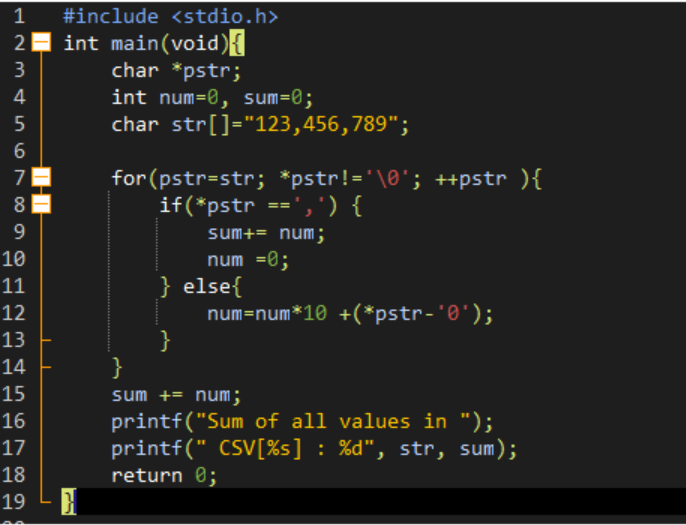 1 #include <stdio.h>
2 int main(void){
3 char *pstr;
4 int num=0, sum=0;
5 char str[]="123,456,789";
6
7 for(pstr=str; *pstr!='\0'; ++pstr ){
8 if(*pstr ==',') {
9 sum+= num;
10 num =0;
11 } else{
12 num=num*10 +(*pstr-'0');
13 }
14 }
15 sum += num;
16 printf("Sum of all values in ");
17 printf(" CSV[%s] : %d", str, sum);
18 return 0;
19 }